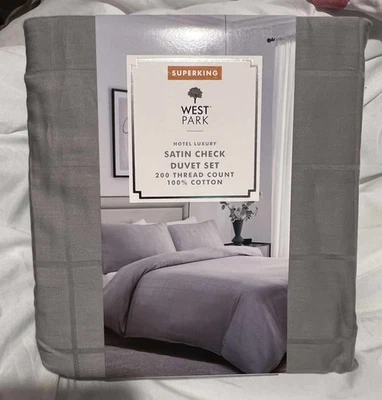 SUPERKING
WEST
PARK
HOTEL LUXURY
SATIN CHECK
DUVET SET
200 THREAD COUNT
100% COTTON